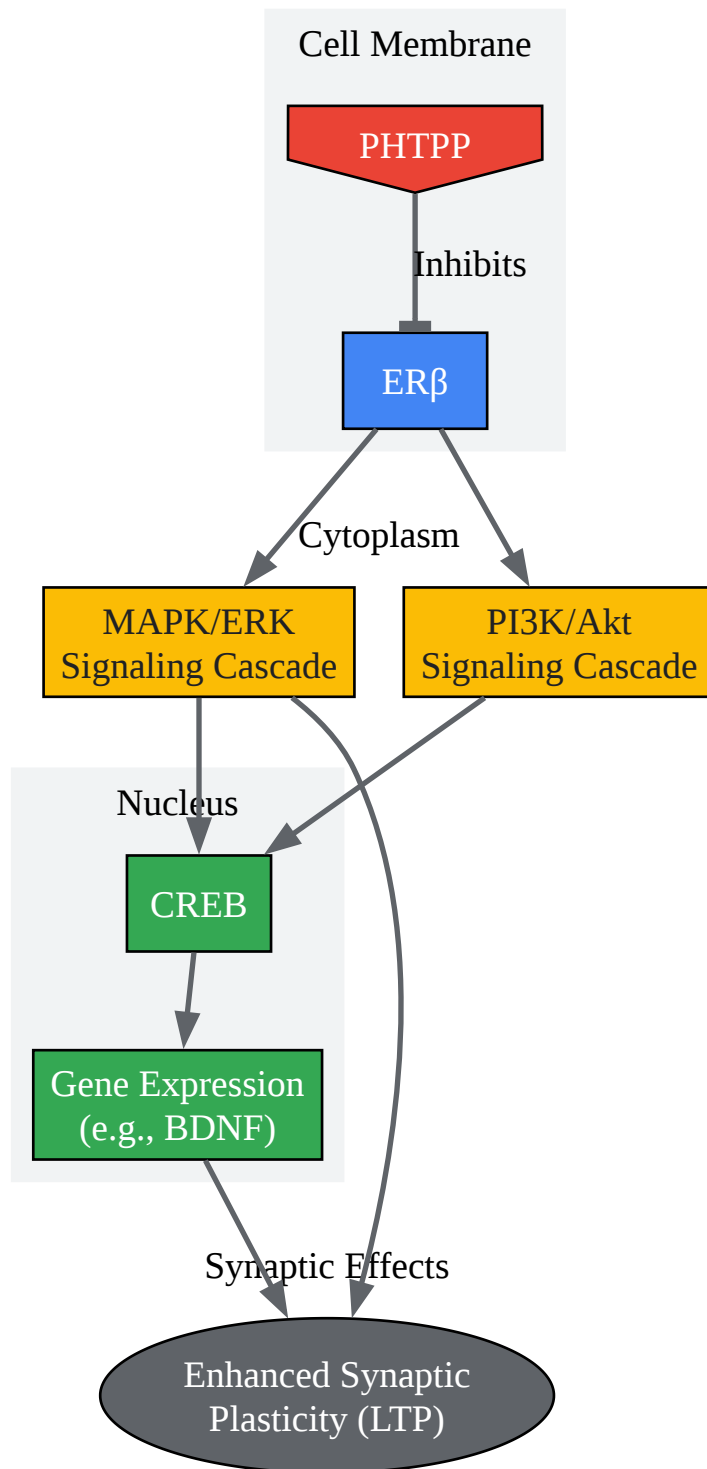 Cell Membrane
PHTPP
Inhibits
ERβ
Cytoplasm
MAPK/ERK
Signaling Cascade
PI3K/Akt
Signaling Cascade
Nucleus
CREB
Gene Expression
(e.g., BDNF)
Synaptic Effects
Enhanced Synaptic
Plasticity (LTP)